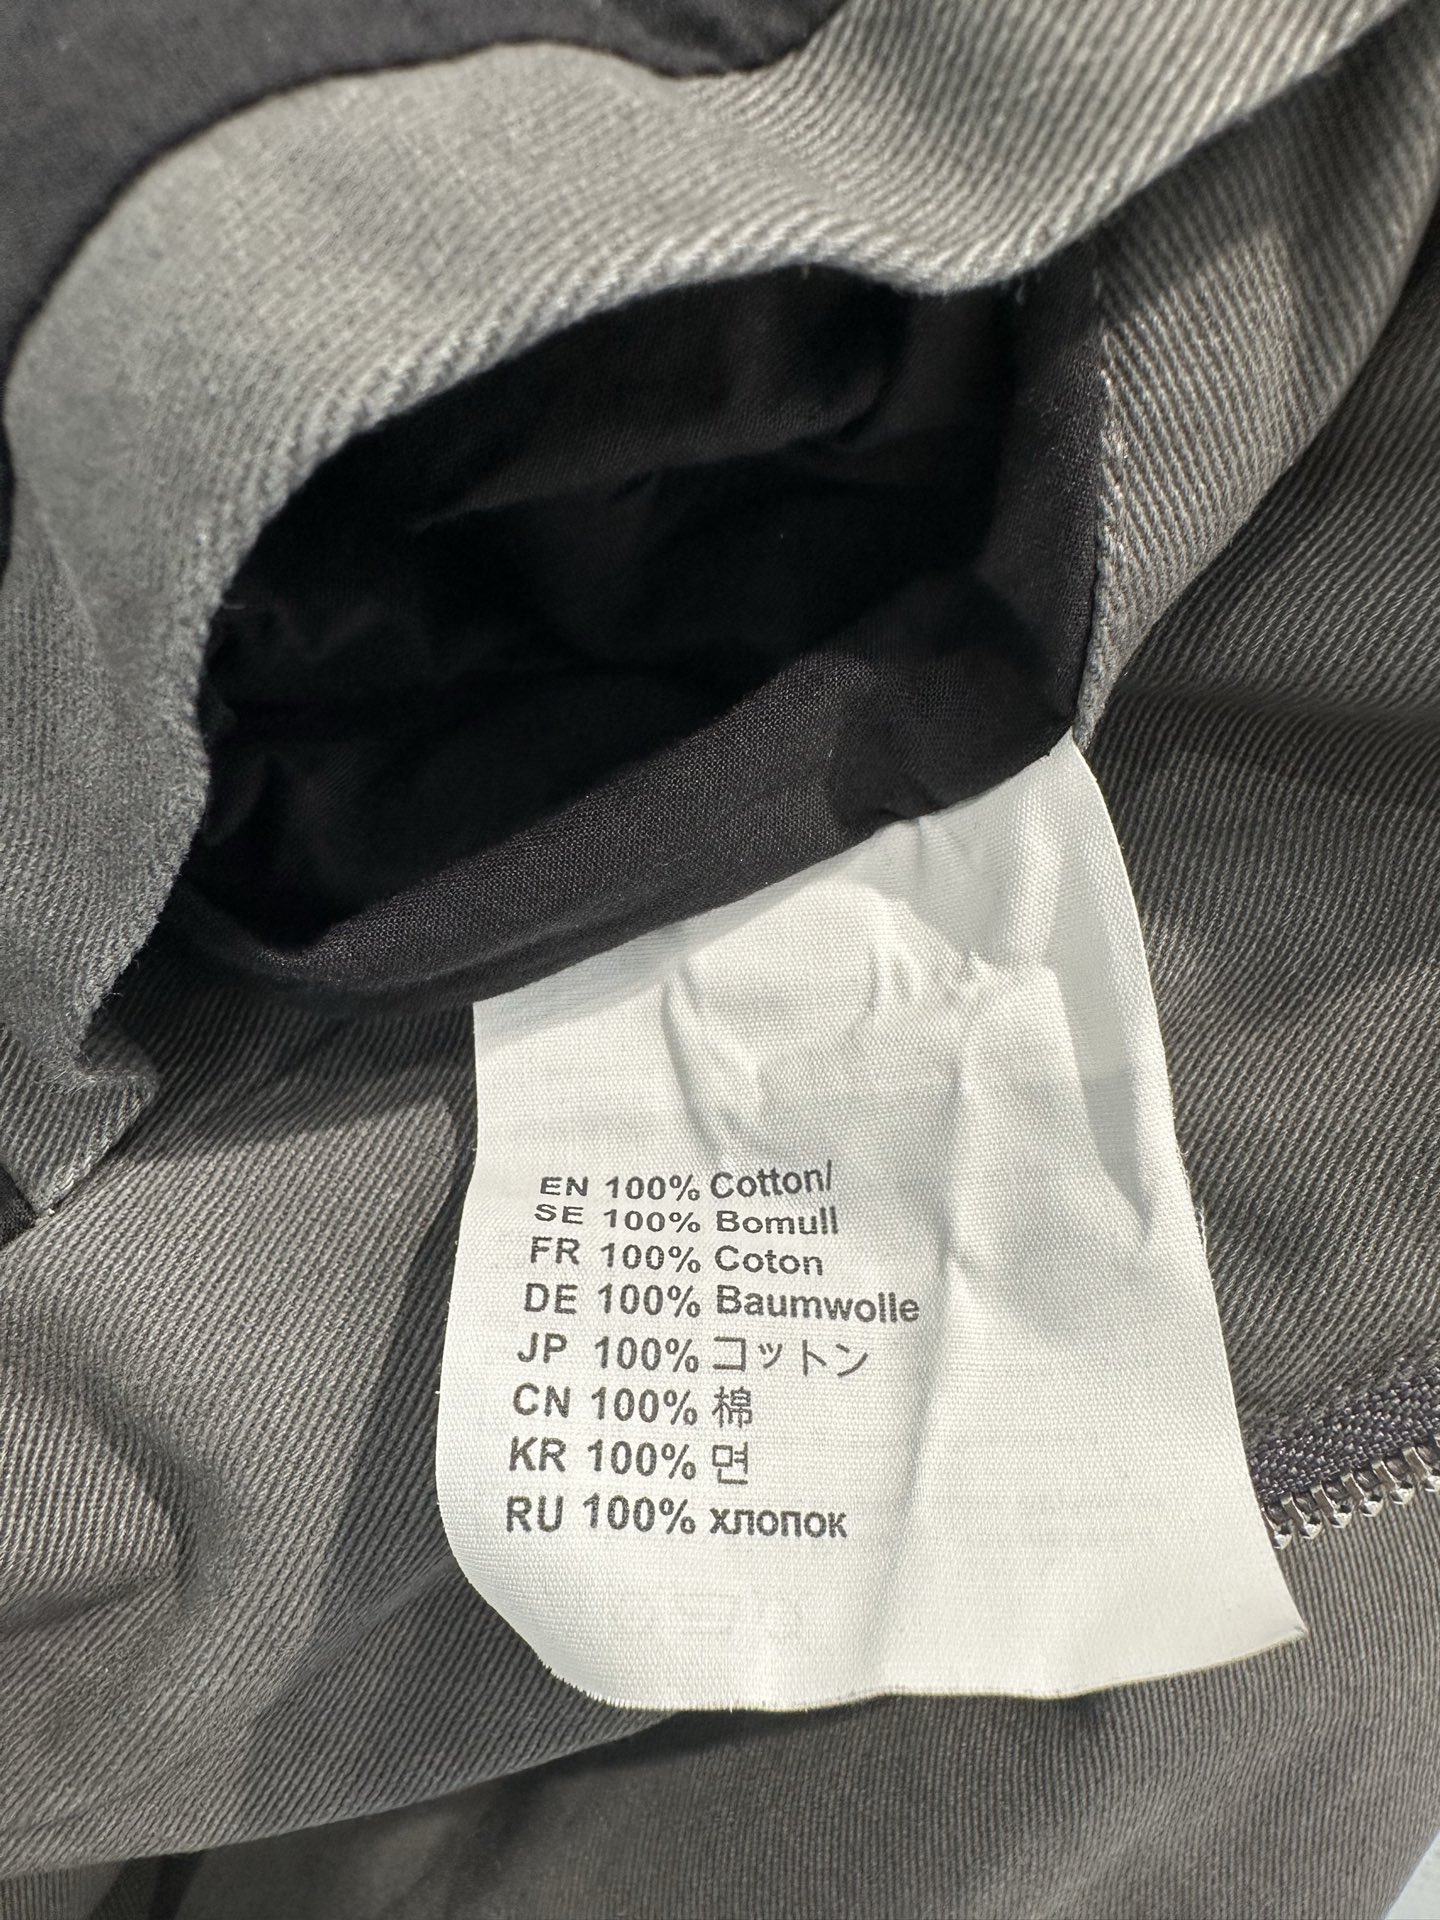 EN 100% Cotton/
SE 100% Bomull
FR 100% Coton
DE 100% Baumwolle
JP 100% コットン
CN 100% 棉
KR 100% 면
RU 100% хлопок